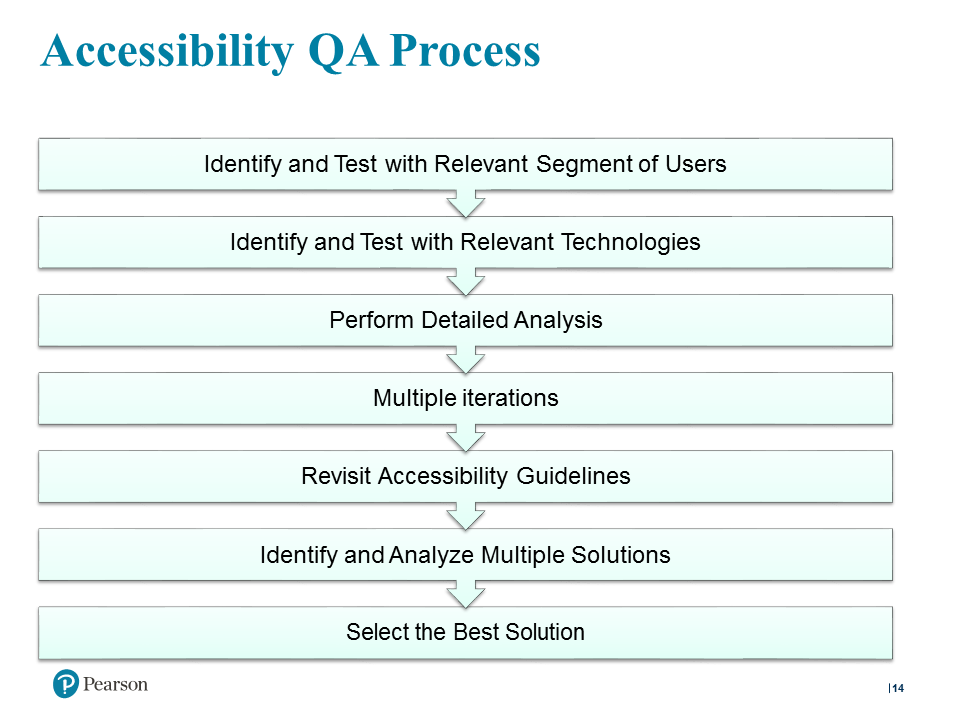 Accessibility QA Process
Identify and Test with Relevant Segment of Users
Identify and Test with Relevant Technologies
Perform Detailed Analysis
Multiple iterations
Revisit Accessibility Guidelines
Identify and Analyze Multiple Solutions
Select the Best Solution
P Pearson
|14